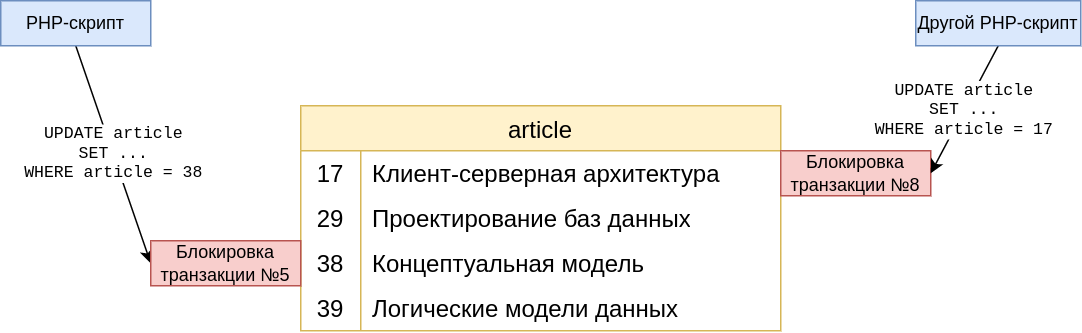 PHP-скрипт
Другой PHP-скрипт
UPDATE article
SET ...
WHERE article = 38
UPDATE article
SET ...
WHERE article = 17
article
17 Клиент-серверная архитектура
29 Проектирование баз данных
38 Концептуальная модель
39 Логические модели данных
Блокировка
транзакции №8
Блокировка
транзакции №5